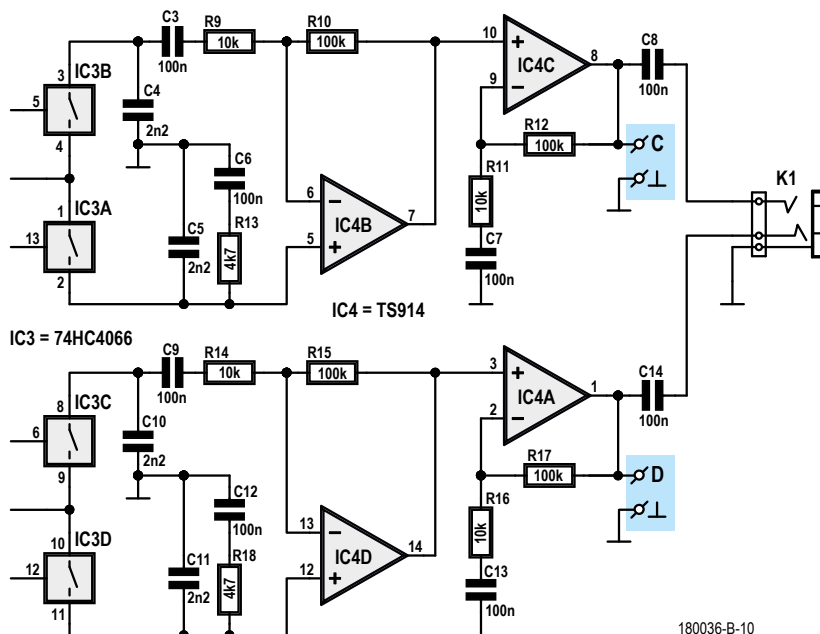 C3
R9
R10
10k
100k
100n
IC3B
3
5
4
C4
2n2
C6
100n
R13
4k7
C5
2n2
1
IC3A
13
2
6
IC4B
7
5
10
IC4C
8
9
C8
100n
R12
100k
C
R11
10k
C7
100n
K1
IC4 = TS914
IC3 = 74HC4066
C9
R14
R15
10k
100k
100n
8
IC3C
6
9
C10
2n2
C12
100n
10
IC3D
12
11
C11
2n2
R18
4k7
13
IC4D
14
12
3
IC4A
1
2
C14
100n
R17
100k
D
R16
10k
C13
100n
180036-B-10